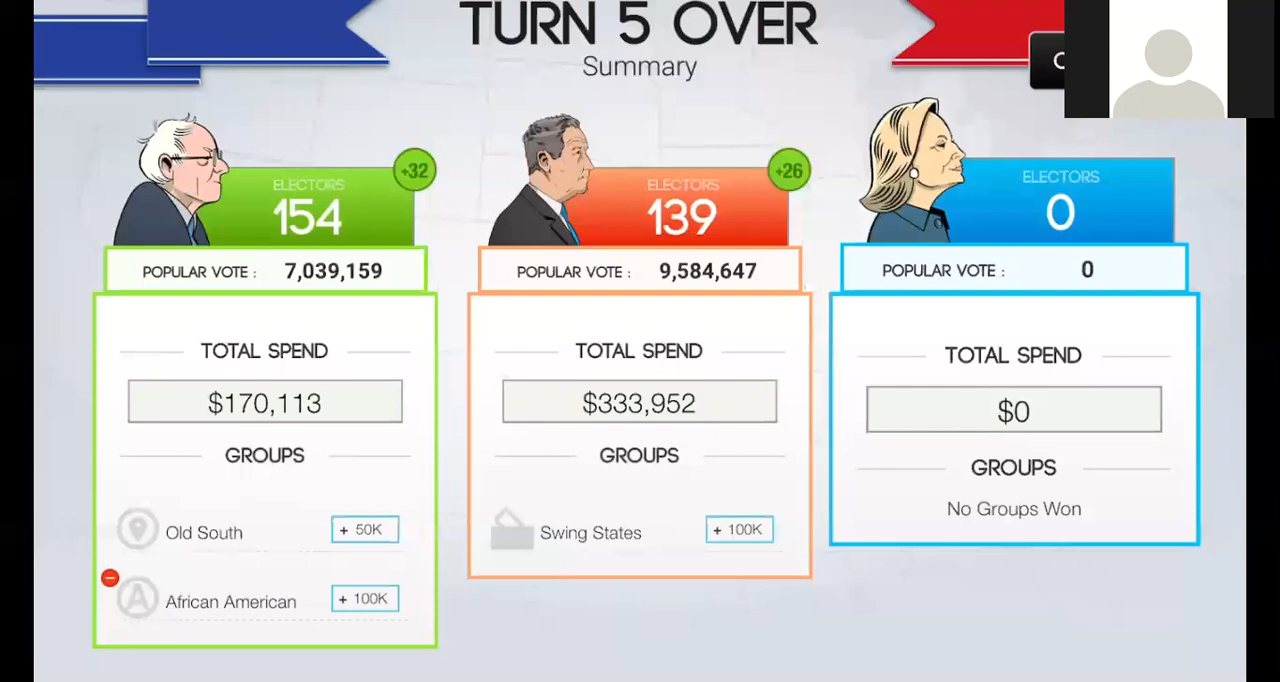 TURN 5 OVER
Summary
+32
ELECTORS
154
POPULAR VOTE : 7,039,159
TOTAL SPEND
$170,113
GROUPS
Old South + 50K
African American + 100K
+26
ELECTORS
139
POPULAR VOTE : 9,584,647
TOTAL SPEND
$333,952
GROUPS
Swing States + 100K
ELECTORS
0
POPULAR VOTE : 0
TOTAL SPEND
$0
GROUPS
No Groups Won